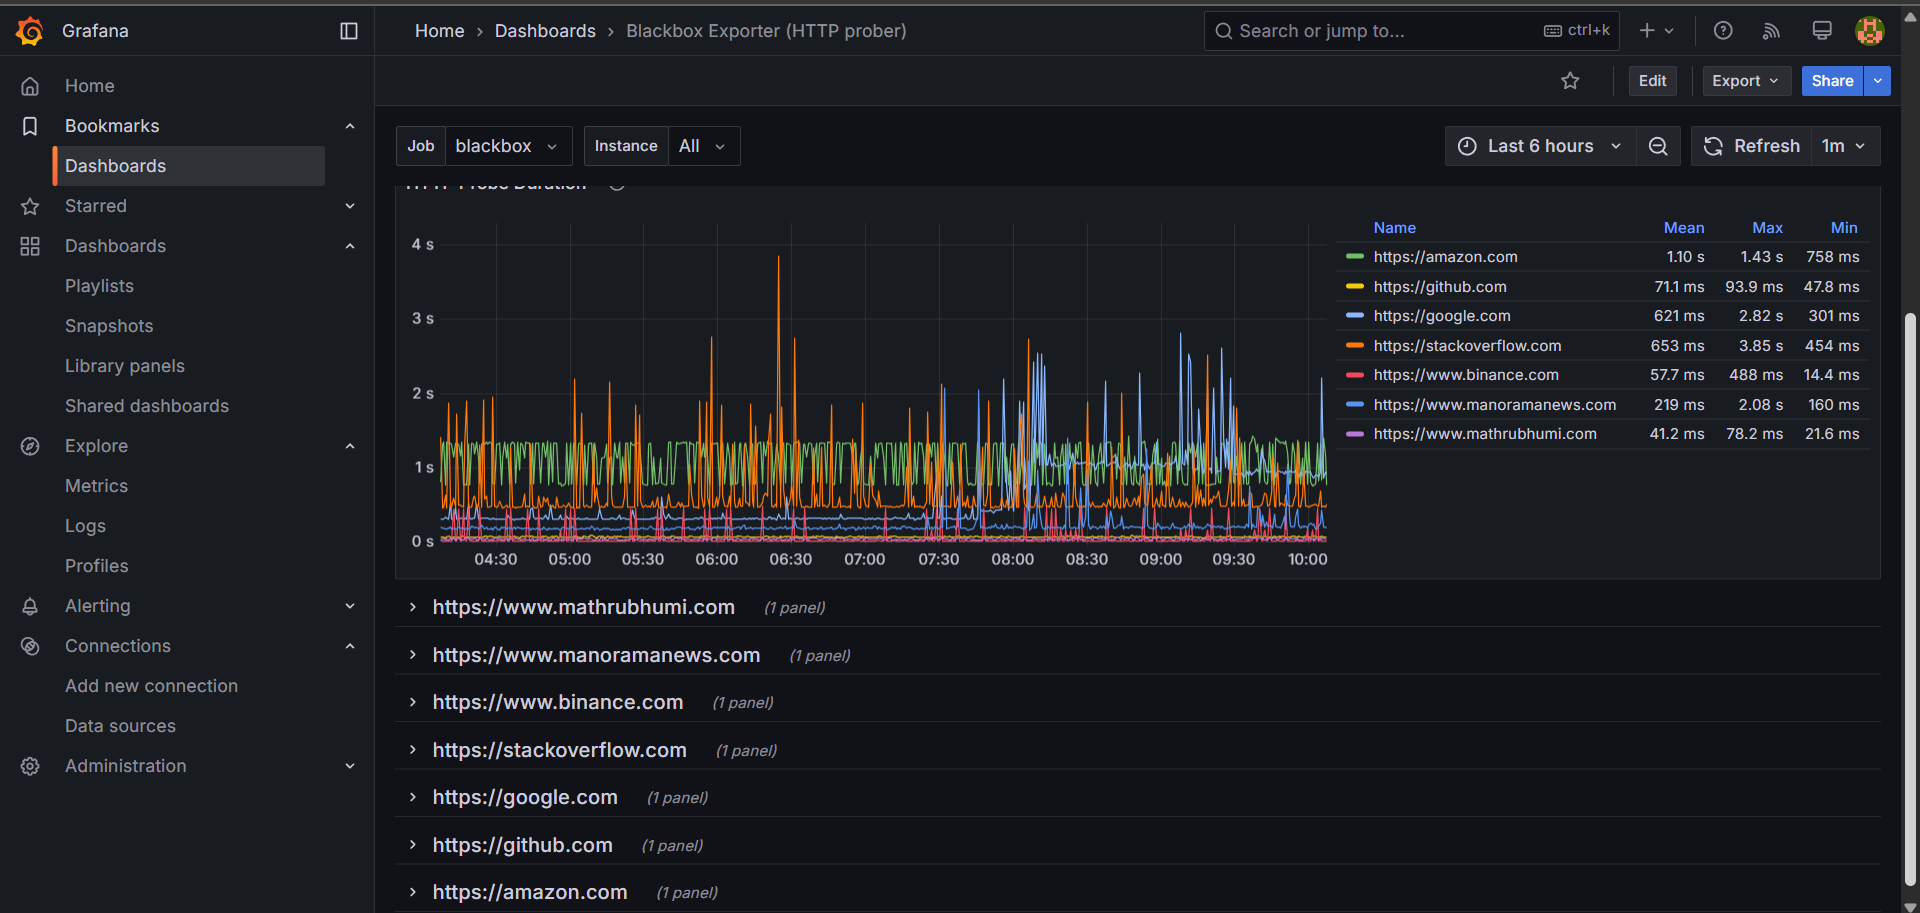 Grafana
Home › Dashboards › Blackbox Exporter (HTTP prober)
Search or jump to...
ctrl+k
Edit
Export
Share
Home
Bookmarks
Dashboards
Starred
Dashboards
Playlists
Snapshots
Library panels
Shared dashboards
Explore
Metrics
Logs
Profiles
Alerting
Connections
Add new connection
Data sources
Administration
Job blackbox
Instance All
Last 6 hours
Refresh 1m
HTTP Probe Duration
4 s
3 s
2 s
1 s
0 s
04:30 05:00 05:30 06:00 06:30 07:00 07:30 08:00 08:30 09:00 09:30 10:00
Name Mean Max Min
https://amazon.com 1.10 s 1.43 s 758 ms
https://github.com 71.1 ms 93.9 ms 47.8 ms
https://google.com 621 ms 2.82 s 301 ms
https://stackoverflow.com 653 ms 3.85 s 454 ms
https://www.binance.com 57.7 ms 488 ms 14.4 ms
https://www.manoramanews.com 219 ms 2.08 s 160 ms
https://www.mathrubhumi.com 41.2 ms 78.2 ms 21.6 ms
https://www.mathrubhumi.com (1 panel)
https://www.manoramanews.com (1 panel)
https://www.binance.com (1 panel)
https://stackoverflow.com (1 panel)
https://google.com (1 panel)
https://github.com (1 panel)
https://amazon.com (1 panel)